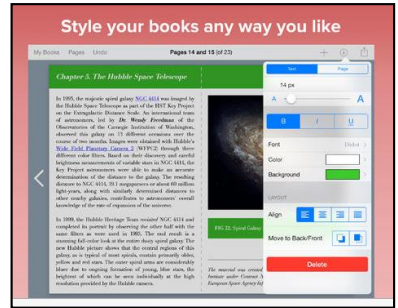 Style your books any way you like
My Books Pages Undo Pages 14 and 15 (of 23)
Chapter 5. The Hubble Space Telescope
In 1995, the majestic spiral galaxy NGC 4414 was imaged by
the Hubble Space Telescope as part of the HST Key Project
on the Extragalactic Distance Scale. An international team
of astronomers, led by Dr. Wendy Freedman of the
Observatories of the Carnegie Institution of Washington,
observed this galaxy on 13 different occasions over the
course of two months. Images were obtained with Hubble's
Wide Field Planetary Camera 2 (WFPC2) through three
different color filters. Based on their discovery and careful
brightness measurements of variable stars in NGC 4414, the
Key Project astronomers were able to make an accurate
determination of the distance to the galaxy. The resulting
distance to NGC 4414, 19.1 megaparsecs or about 60 million
light-years, along with similarly determined distances to
other nearby galaxies, contributes to astronomers' overall
knowledge of the rate of expansion of the universe.
In 1999, the Hubble Heritage Team revisited NGC 4414 and
completed its portrait by observing the other half with the
same filters as were used in 1995. The end result is a
stunning full-color look at the entire dusty spiral galaxy. The
new Hubble picture shows that the central regions of this
galaxy, as is typical of most spirals, contain primarily older,
yellow and red stars. The outer spiral arms are considerably
bluer due to ongoing formation of young, blue stars, the
brightest of which can be seen individually at the high
resolution provided by the Hubble camera.
FIG 23. Spiral Galaxy
The material was created
Institute under Contract
European Space Agency
Text Page
14 px
A A
B I U
Font Didot
Color
Background
LAYOUT
Align
Move to Back/Front
Delete